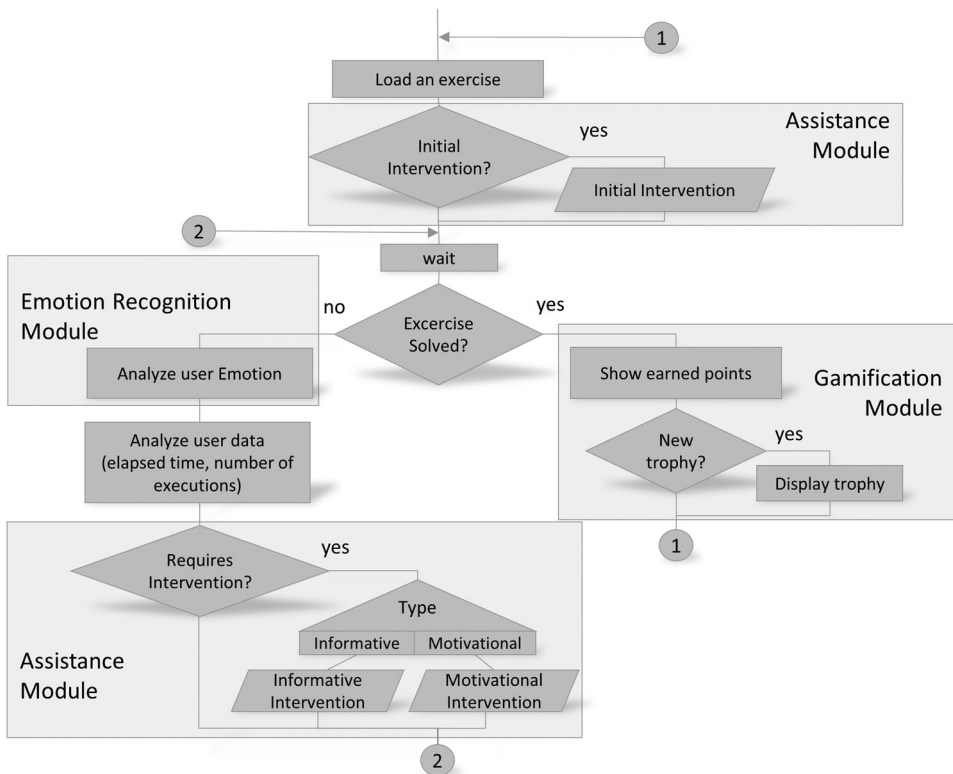 1
Load an exercise
Assistance
Module
yes
Initial
Intervention?
Initial Intervention
2
wait
Emotion Recognition
Module
no
yes
Excercise
Solved?
Analyze user Emotion
Show earned points
Gamification
Module
Analyze user data
(elapsed time, number of
executions)
New
trophy?
yes
Display trophy
1
Requires
Intervention?
yes
Type
Informative
Motivational
Assistance
Module
Informative
Intervention
Motivational
Intervention
2